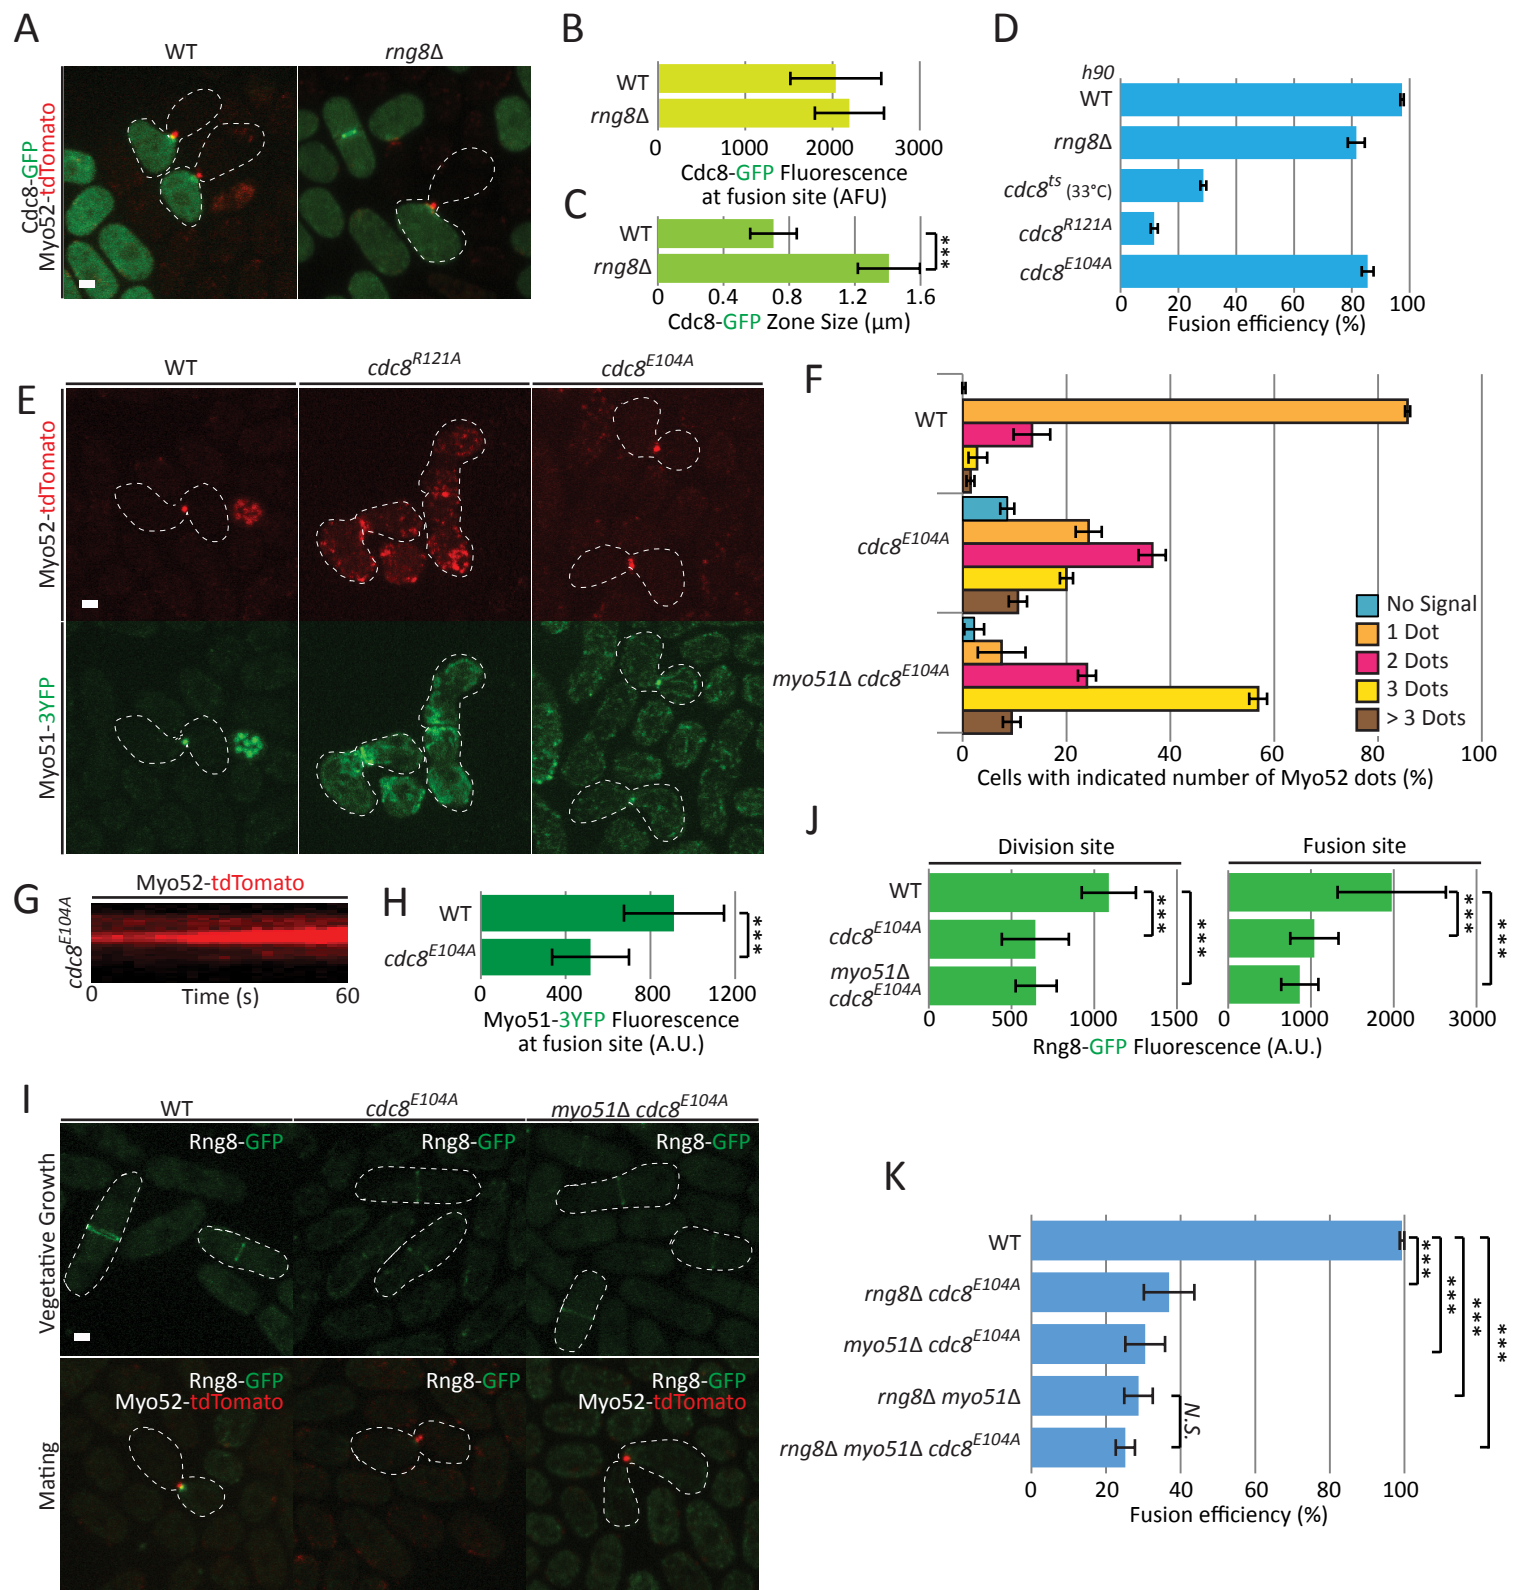 A
WT
rng8Δ
Cdc8-GFP
Myo52-tdTomato
B
WT
rng8Δ
0 1000 2000 3000
Cdc8-GFP Fluorescence
at fusion site (AFU)
C
WT
rng8Δ
***
0 0.4 0.8 1.2 1.6
Cdc8-GFP Zone Size (μm)
D
h90
WT
rng8Δ
cdc8ts (33°C)
cdc8R121A
cdc8E104A
0 20 40 60 80 100
Fusion efficiency (%)
E
WT
cdc8R121A
cdc8E104A
Myo52-tdTomato
Myo51-3YFP
F
WT
cdc8E104A
myo51Δ cdc8E104A
No Signal
1 Dot
2 Dots
3 Dots
> 3 Dots
0 20 40 60 80 100
Cells with indicated number of Myo52 dots (%)
G
Myo52-tdTomato
cdc8E104A
0 60
Time (s)
H
WT
cdc8E104A
***
0 400 800 1200
Myo51-3YFP Fluorescence
at fusion site (A.U.)
J
Division site
Fusion site
WT
cdc8E104A
myo51Δ
cdc8E104A
***
***
***
***
0 500 1000 1500
0 1000 2000 3000
Rng8-GFP Fluorescence (A.U.)
I
WT
cdc8E104A
myo51Δ cdc8E104A
Vegetative Growth
Rng8-GFP
Rng8-GFP
Rng8-GFP
Mating
Rng8-GFP
Myo52-tdTomato
Rng8-GFP
Rng8-GFP
Myo52-tdTomato
K
WT
rng8Δ cdc8E104A
myo51Δ cdc8E104A
rng8Δ myo51Δ
rng8Δ myo51Δ cdc8E104A
N.S.
***
***
***
***
0 20 40 60 80 100
Fusion efficiency (%)